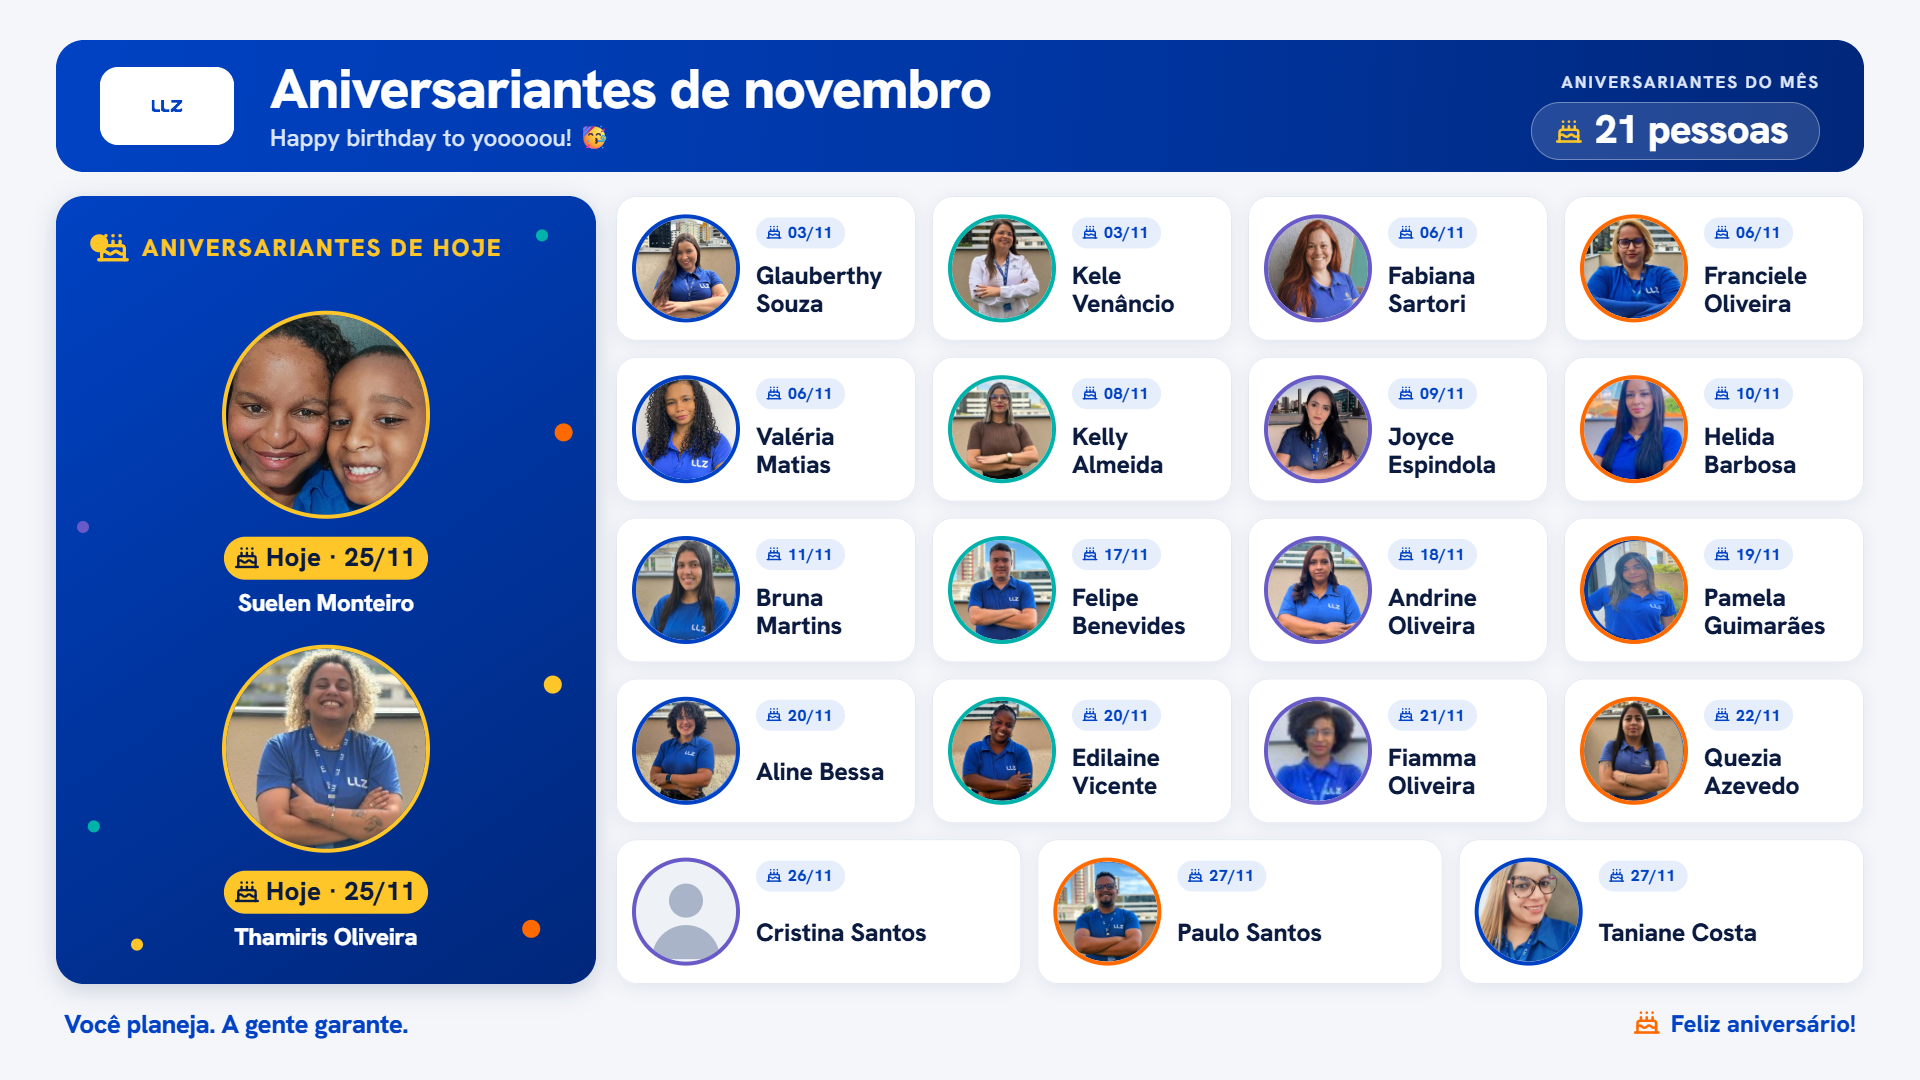 LLZ
Aniversariantes de novembro
Happy birthday to yooooou! 🥳
ANIVERSARIANTES DO MÊS
21 pessoas
ANIVERSARIANTES DE HOJE
Hoje · 25/11
Suelen Monteiro
Hoje · 25/11
Thamiris Oliveira
03/11
Glauberthy
Souza
03/11
Kele
Venâncio
06/11
Fabiana
Sartori
06/11
Franciele
Oliveira
06/11
Valéria
Matias
08/11
Kelly
Almeida
09/11
Joyce
Espindola
10/11
Helida
Barbosa
11/11
Bruna
Martins
17/11
Felipe
Benevides
18/11
Andrine
Oliveira
19/11
Pamela
Guimarães
20/11
Aline Bessa
20/11
Edilaine
Vicente
21/11
Fiamma
Oliveira
22/11
Quezia
Azevedo
26/11
Cristina Santos
27/11
Paulo Santos
27/11
Taniane Costa
Você planeja. A gente garante.
Feliz aniversário!